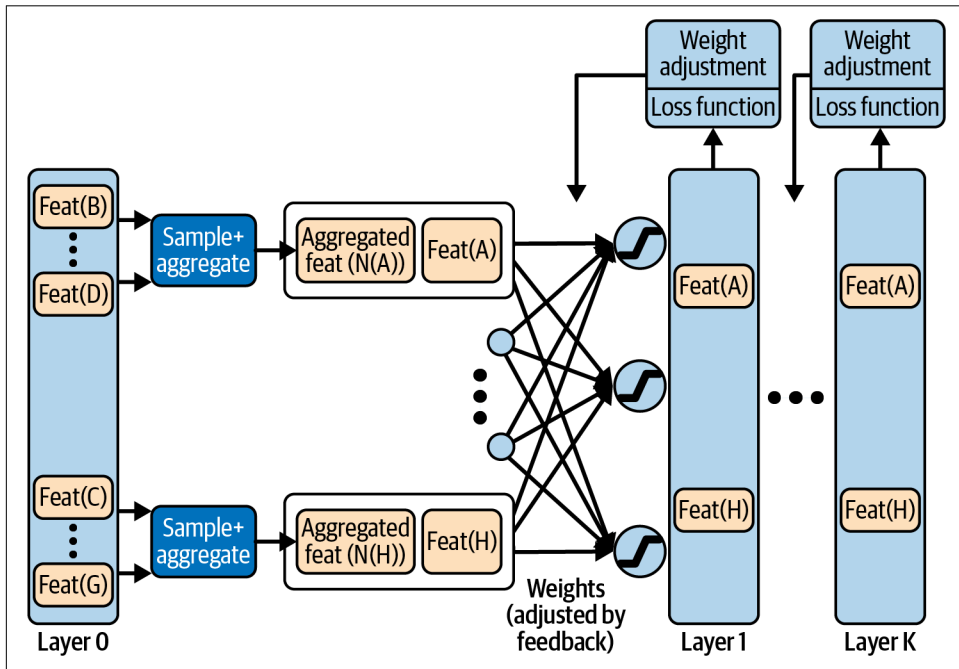 Weight
adjustment
Loss function
Weight
adjustment
Loss function
Feat(B)
Feat(D)
Sample+
aggregate
Aggregated
feat (N(A))
Feat(A)
Feat(A)
Feat(A)
Feat(C)
Feat(G)
Sample+
aggregate
Aggregated
feat (N(H))
Feat(H)
Feat(H)
Feat(H)
Weights
(adjusted by
feedback)
Layer 0
Layer 1
Layer K